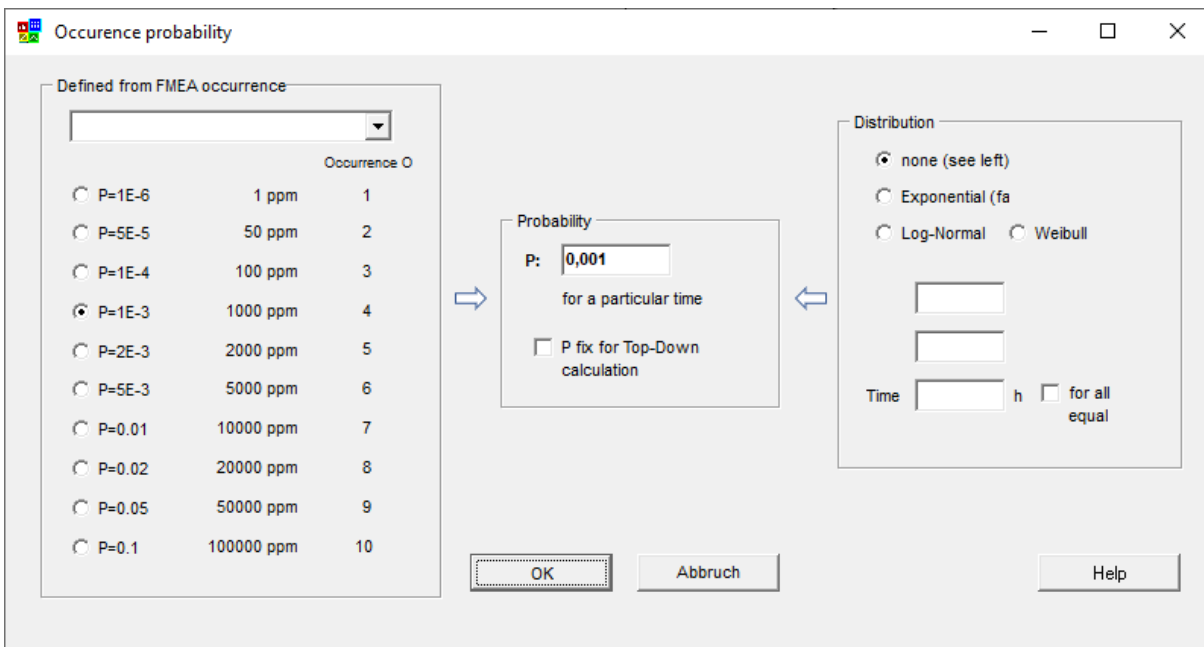 Occurence probability
Defined from FMEA occurrence
Occurrence O
P=1E-6 1 ppm 1
P=5E-5 50 ppm 2
P=1E-4 100 ppm 3
P=1E-3 1000 ppm 4
P=2E-3 2000 ppm 5
P=5E-3 5000 ppm 6
P=0.01 10000 ppm 7
P=0.02 20000 ppm 8
P=0.05 50000 ppm 9
P=0.1 100000 ppm 10
Probability
P: 0,001
for a particular time
P fix for Top-Down
calculation
Distribution
none (see left)
Exponential (fa
Log-Normal Weibull
Time h for all
equal
OK Abbruch Help